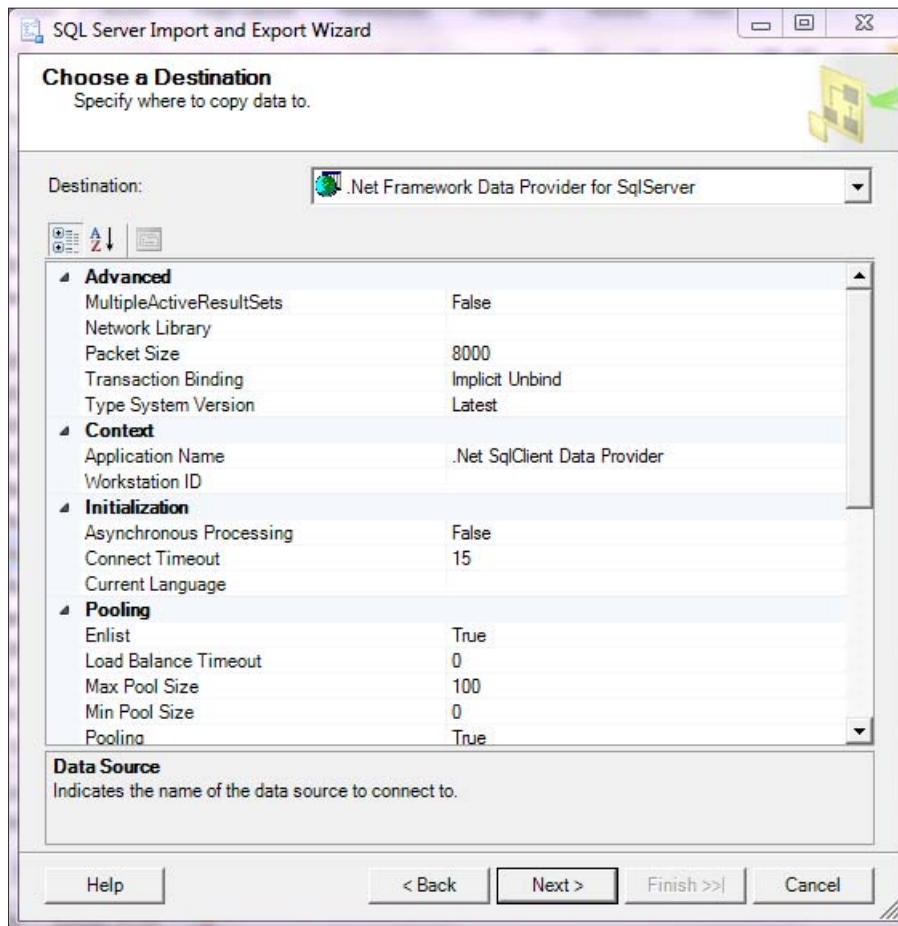 SQL Server Import and Export Wizard
Choose a Destination
Specify where to copy data to.
Destination: .Net Framework Data Provider for SqlServer
Advanced
MultipleActiveResultSets False
Network Library
Packet Size 8000
Transaction Binding Implicit Unbind
Type System Version Latest
Context
Application Name .Net SqlClient Data Provider
Workstation ID
Initialization
Asynchronous Processing False
Connect Timeout 15
Current Language
Pooling
Enlist True
Load Balance Timeout 0
Max Pool Size 100
Min Pool Size 0
Pooling True
Data Source
Indicates the name of the data source to connect to.
Help < Back Next > Finish >>| Cancel